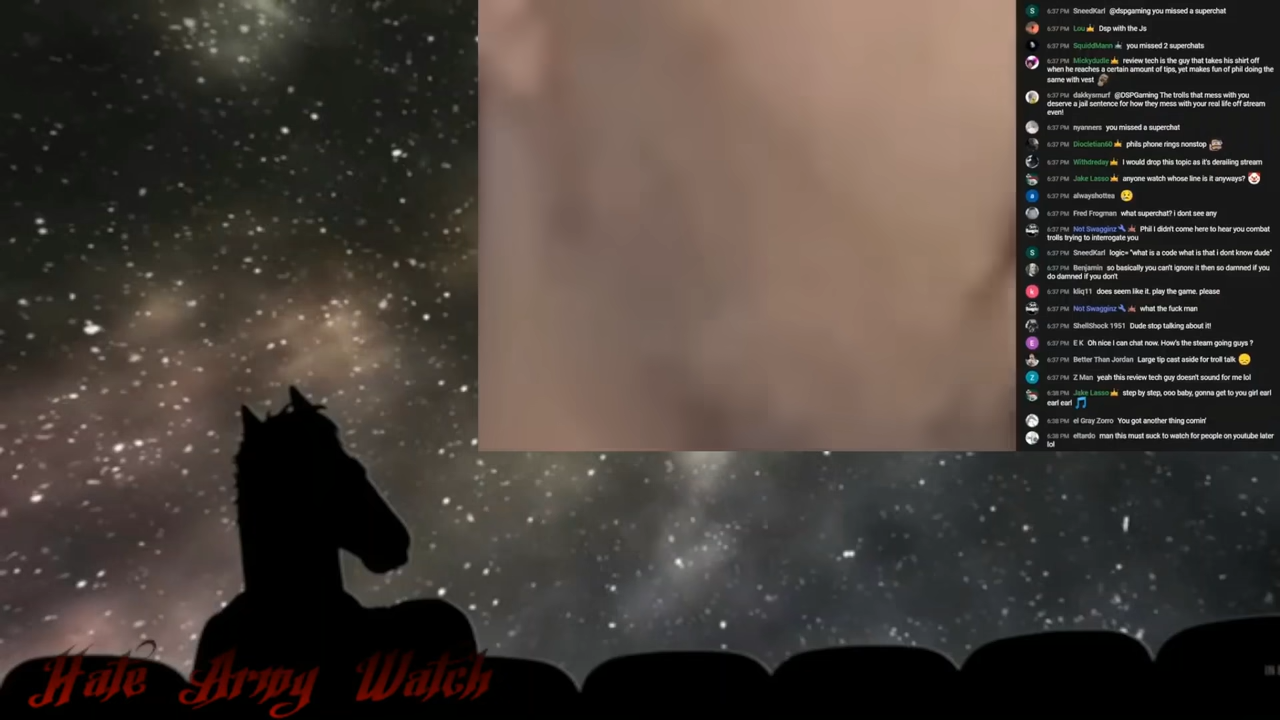 6:37 PM SneedKarl @dspgaming you missed a superchat
6:37 PM Lou Dsp with the Js
6:37 PM SquiddMann you missed 2 superchats
6:37 PM Mickydudle review tech is the guy that takes his shirt off
when he reaches a certain amount of tips, yet makes fun of phil doing the
same with vest
6:37 PM dakkysmurf @DSPGaming The trolls that mess with you
deserve a jail sentence for how they mess with your real life off stream
even!
6:37 PM nyanners you missed a superchat
6:37 PM Diocletian60 phils phone rings nonstop
6:37 PM Withdreday I would drop this topic as it's derailing stream
6:37 PM Jake Lasso anyone watch whose line is it anyways?
6:37 PM alwayshottea
6:37 PM Fred Frogman what superchat? i dont see any
6:37 PM Not Swagginz Phil I didn't come here to hear you combat
trolls trying to interrogate you
6:37 PM SneedKarl logic= "what is a code what is that i dont know dude"
6:37 PM Benjamin so basically you can't ignore it then so damned if you
do damned if you don't
6:37 PM kliq11 does seem like it. play the game. please
6:37 PM Not Swagginz what the fuck man
6:37 PM ShellShock 1951 Dude stop talking about it!
6:37 PM E K Oh nice I can chat now. How's the steam going guys ?
6:37 PM Better Than Jordan Large tip cast aside for troll talk
6:37 PM Z Man yeah this review tech guy doesn't sound for me lol
6:38 PM Jake Lasso step by step, ooo baby, gonna get to you girl earl
earl earl
6:38 PM el Gray Zorro You got another thing comin'
6:38 PM eltardo man this must suck to watch for people on youtube later
lol
Hate Army Watch